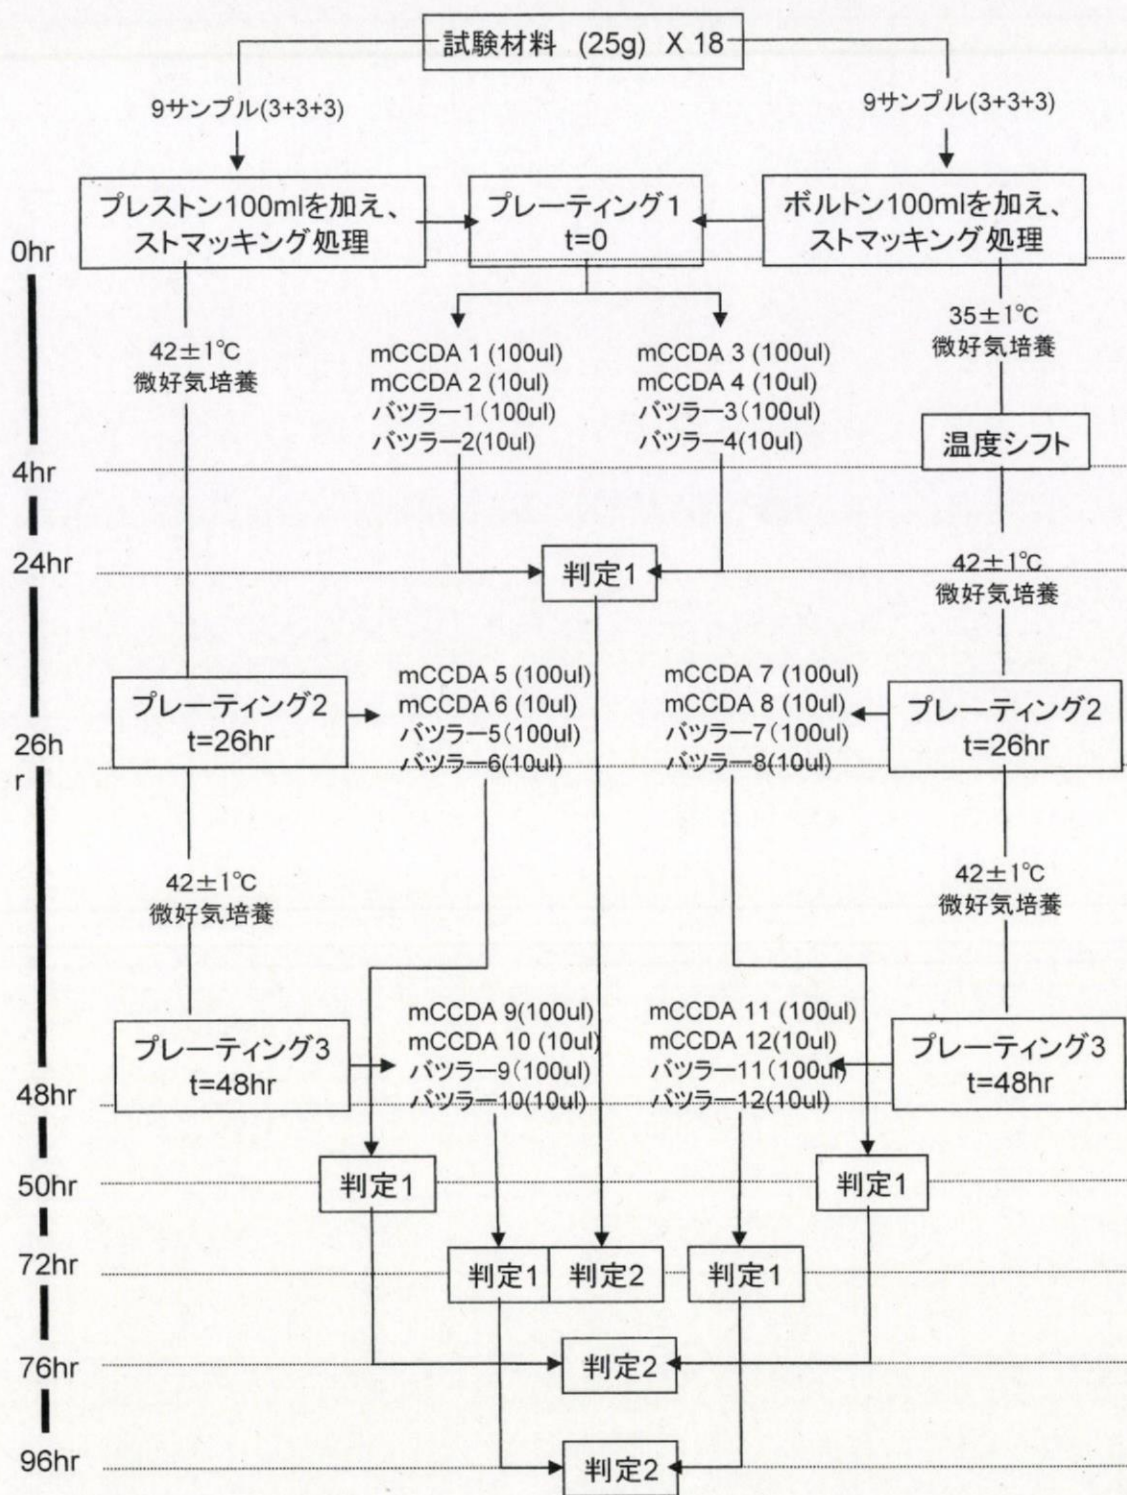 試験材料 (25g) X 18
9サンプル(3+3+3)
9サンプル(3+3+3)
プレストン100mlを加え、
ストマッキング処理
プレーティング1
t=0
ボルトン100mlを加え、
ストマッキング処理
0hr
42±1℃
微好気培養
mCCDA 1 (100ul)
mCCDA 2 (10ul)
バツラー1(100ul)
バツラー2(10ul)
mCCDA 3 (100ul)
mCCDA 4 (10ul)
バツラー3(100ul)
バツラー4(10ul)
35±1℃
微好気培養
温度シフト
4hr
24hr
判定1
42±1℃
微好気培養
プレーティング2
t=26hr
mCCDA 5 (100ul)
mCCDA 6 (10ul)
バツラー5(100ul)
バツラー6(10ul)
mCCDA 7 (100ul)
mCCDA 8 (10ul)
バツラー7(100ul)
バツラー8(10ul)
プレーティング2
t=26hr
26h
r
42±1℃
微好気培養
42±1℃
微好気培養
プレーティング3
t=48hr
mCCDA 9(100ul)
mCCDA 10 (10ul)
バツラー9(100ul)
バツラー10(10ul)
mCCDA 11 (100ul)
mCCDA 12(10ul)
バツラー11(100ul)
バツラー12(10ul)
プレーティング3
t=48hr
48hr
50hr
判定1
判定1
72hr
判定1
判定2
判定1
76hr
判定2
96hr
判定2